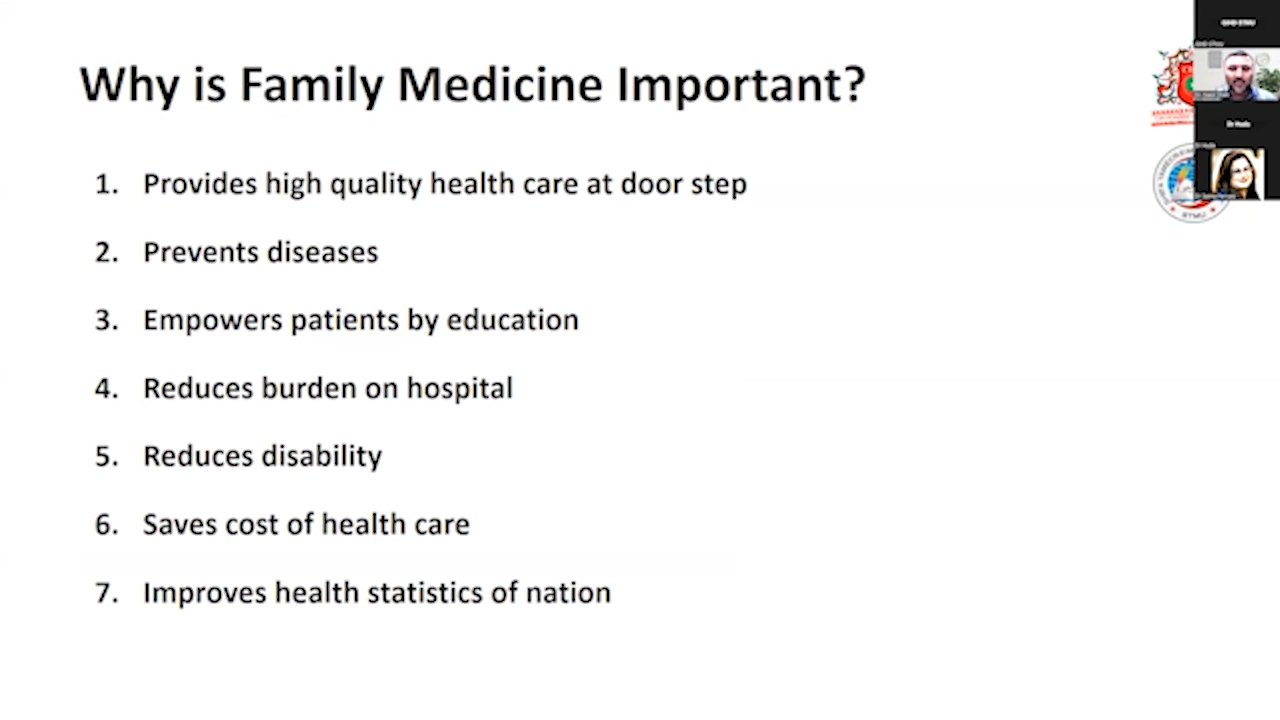 Why is Family Medicine Important?
1. Provides high quality health care at door step
2. Prevents diseases
3. Empowers patients by education
4. Reduces burden on hospital
5. Reduces disability
6. Saves cost of health care
7. Improves health statistics of nation
STMU